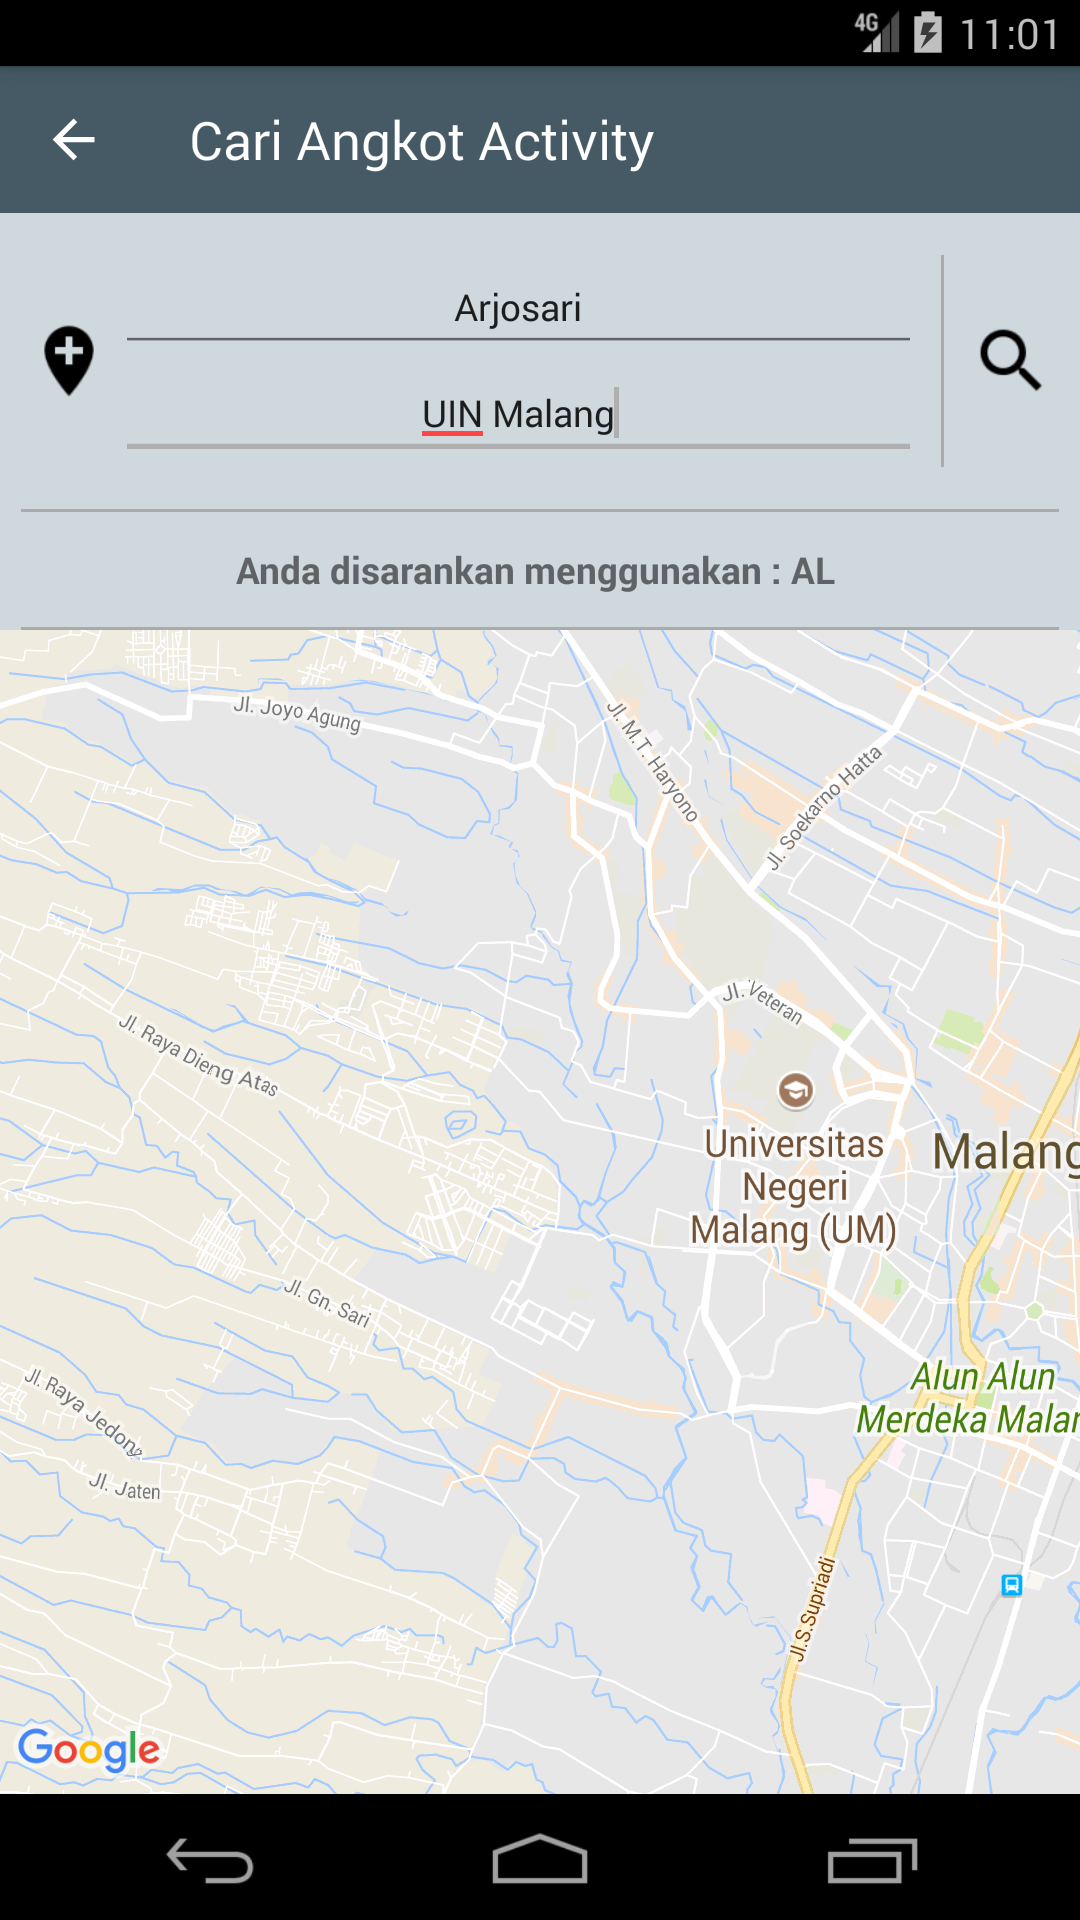 4G 11:01
Cari Angkot Activity
Arjosari
UIN Malang
Anda disarankan menggunakan : AL
Jl. Joyo Agung
Jl. M.T. Haryono
Jl. Soekarno Hatta
Jl. Veteran
Jl. Raya Dieng Atas
Universitas
Negeri
Malang (UM)
Malang
Jl. Gn. Sari
Alun Alun
Merdeka Malan
Jl. Raya Jedong
Jl. Jaten
Jl.S.Supriadi
Google